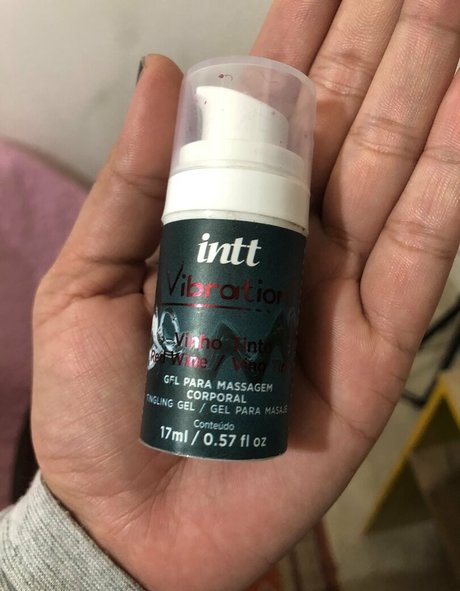 intt
Vibration
Vinho Tinto
Red Wine / Vino
GEL PARA MASSAGEM
CORPORAL
TINGLING GEL / GEL PARA MASAJE
Conteúdo
17ml / 0.57 fl oz